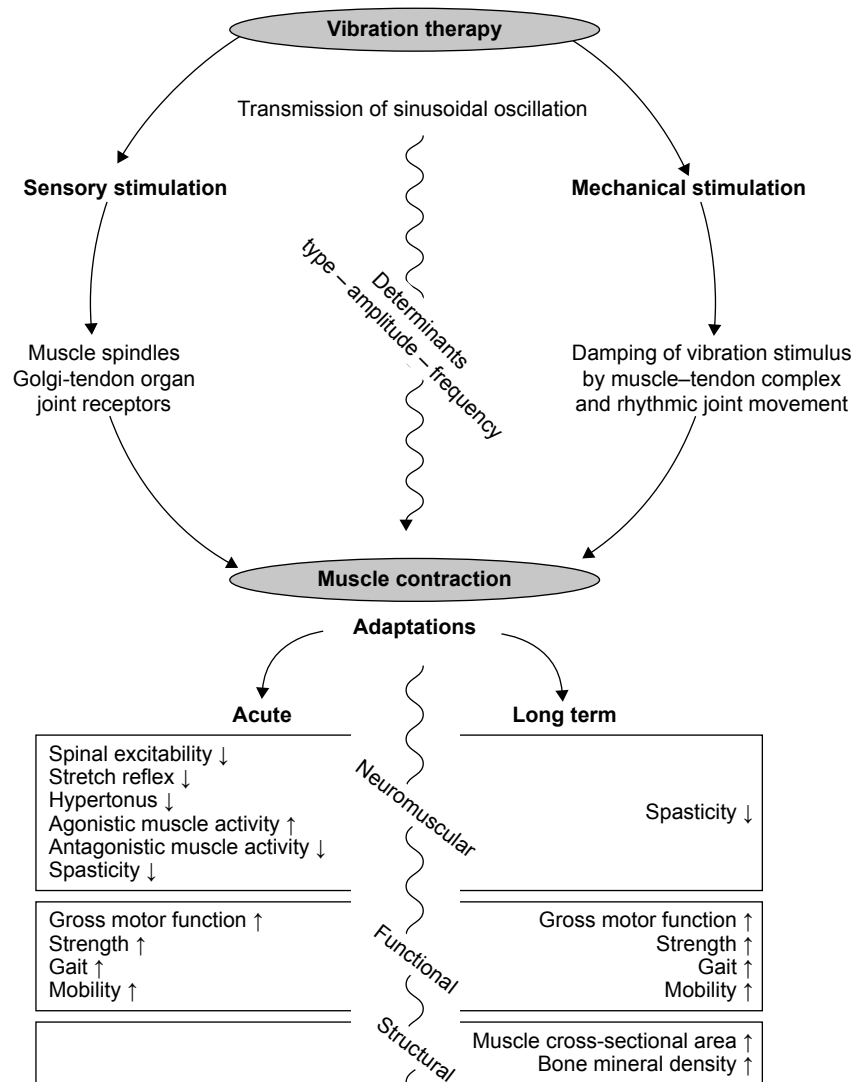 Vibration therapy
Transmission of sinusoidal oscillation
Sensory stimulation
Mechanical stimulation
Determinants
type – amplitude – frequency
Muscle spindles
Golgi-tendon organ
joint receptors
Damping of vibration stimulus
by muscle–tendon complex
and rhythmic joint movement
Muscle contraction
Adaptations
Acute
Long term
Spinal excitability ↓
Stretch reflex ↓
Hypertonus ↓
Agonistic muscle activity ↑
Antagonistic muscle activity ↓
Spasticity ↓
Neuromuscular
Spasticity ↓
Gross motor function ↑
Strength ↑
Gait ↑
Mobility ↑
Functional
Gross motor function ↑
Strength ↑
Gait ↑
Mobility ↑
Structural
Muscle cross-sectional area ↑
Bone mineral density ↑